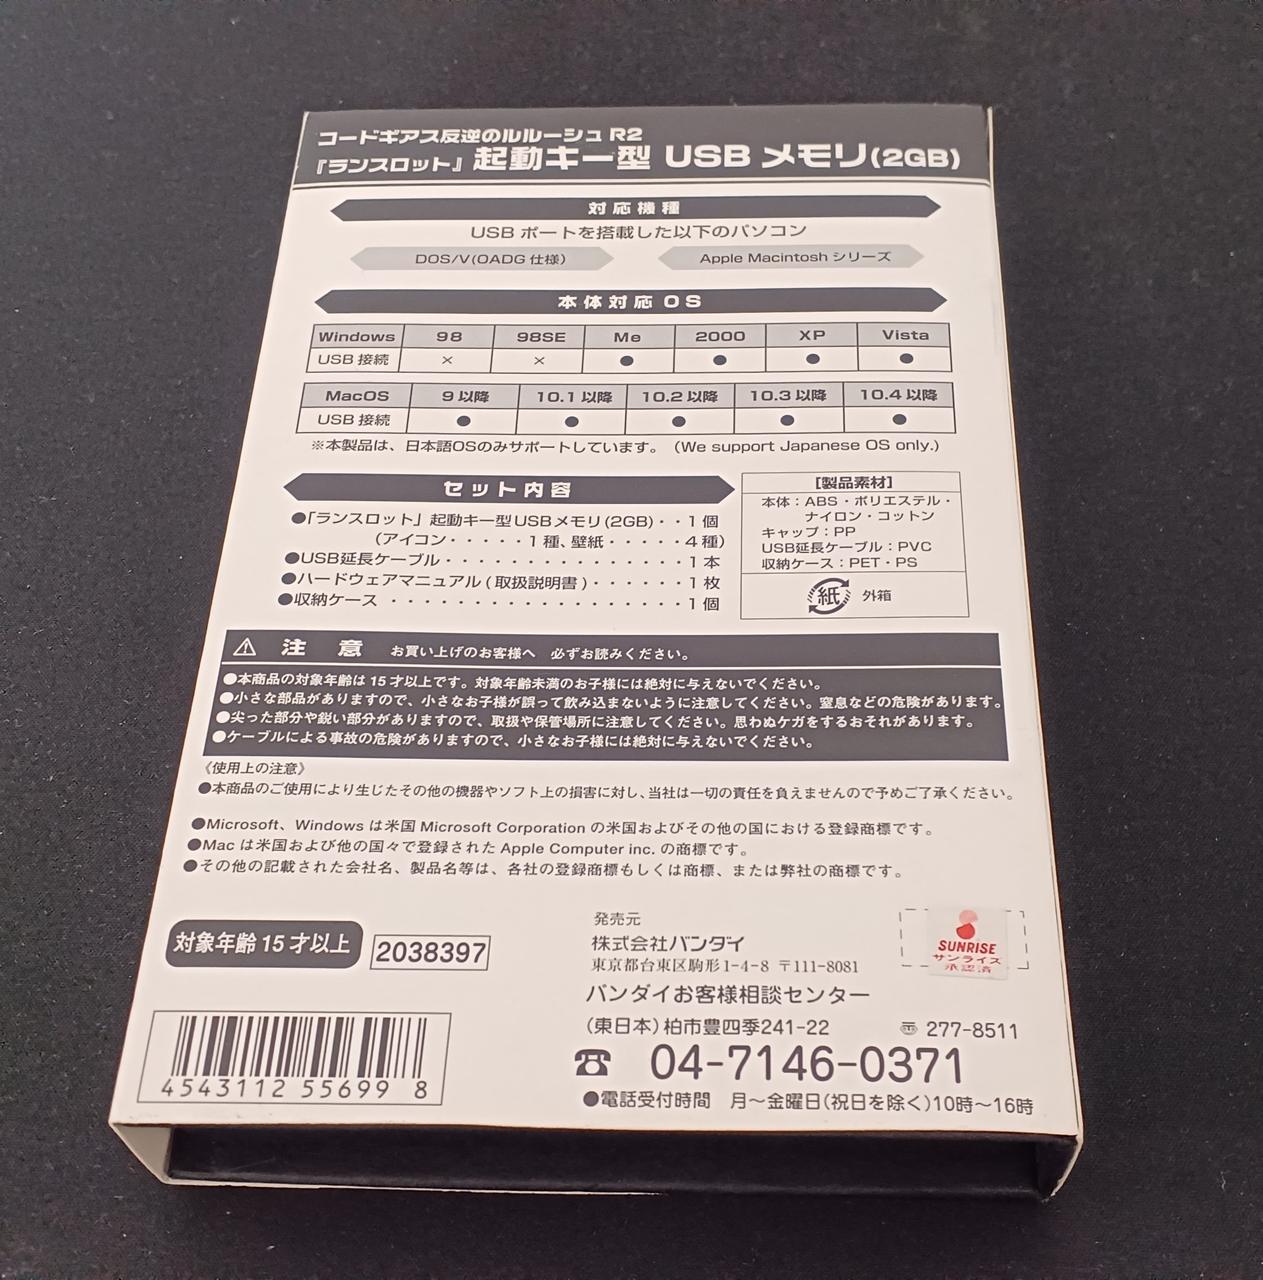 コードギアス反逆のルルーシュ R2
『ランスロット』起動キー型 USB メモリ(2GB)
対応機種
USB ポートを搭載した以下のパソコン
DOS/V(OADG 仕様)
Apple Macintosh シリーズ
本体対応 OS
Windows 98 98SE Me 2000 XP Vista
USB 接続 × × ● ● ● ●
MacOS 9 以降 10.1 以降 10.2 以降 10.3 以降 10.4 以降
USB 接続 ● ● ● ● ●
※本製品は、日本語OSのみサポートしています。(We support Japanese OS only.)
セット内容
●「ランスロット」起動キー型USBメモリ(2GB)・・1個
(アイコン・・・・・1種、壁紙・・・・・4種)
●USB延長ケーブル・・・・・・・・・・・・・・・1本
●ハードウェアマニュアル(取扱説明書)・・・・・・1枚
●収納ケース・・・・・・・・・・・・・・・・・・1個
[製品素材]
本体：ABS・ポリエステル・
ナイロン・コットン
キャップ：PP
USB延長ケーブル：PVC
収納ケース：PET・PS
紙 外箱
⚠ 注意 お買い上げのお客様へ 必ずお読みください。
●本商品の対象年齢は15才以上です。対象年齢未満のお子様には絶対に与えないでください。
●小さな部品がありますので、小さなお子様が誤って飲み込まないように注意してください。窒息などの危険があります。
●尖った部分や鋭い部分がありますので、取扱や保管場所に注意してください。思わぬケガをするおそれがあります。
●ケーブルによる事故の危険がありますので、小さなお子様には絶対に与えないでください。
《使用上の注意》
●本商品のご使用により生じたその他の機器やソフト上の損害に対し、当社は一切の責任を負えませんので予めご了承ください。
●Microsoft、Windows は米国 Microsoft Corporation の米国およびその他の国における登録商標です。
●Mac は米国および他の国々で登録された Apple Computer inc. の商標です。
●その他の記載された会社名、製品名等は、各社の登録商標もしくは商標、または弊社の商標です。
対象年齢 15 才以上
2038397
発売元
株式会社バンダイ
東京都台東区駒形1-4-8 〒111-8081
バンダイお客様相談センター
(東日本)柏市豊四季241-22 〠 277-8511
☎ 04-7146-0371
●電話受付時間 月～金曜日(祝日を除く)10時～16時
SUNRISE
サンライズ
承認済
4543112 55699 8